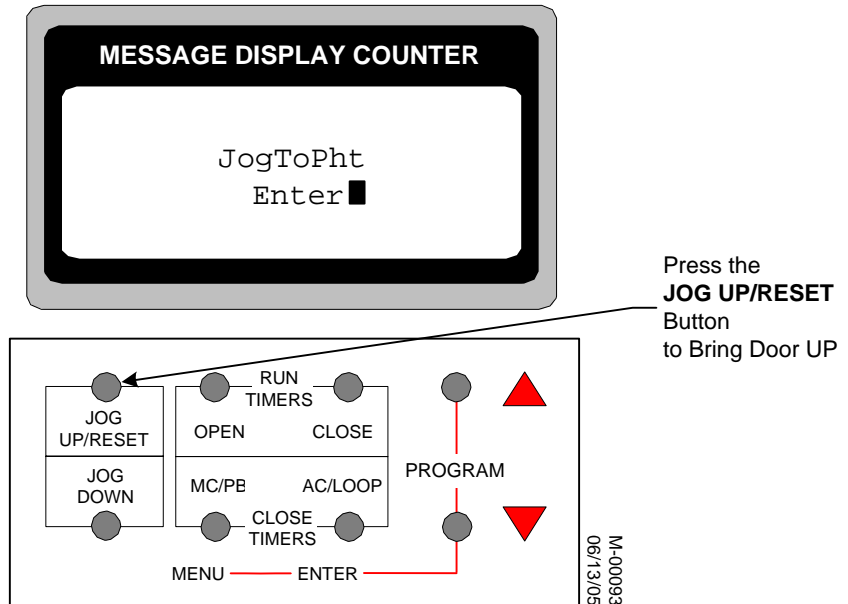 MESSAGE DISPLAY COUNTER
JogToPht
Enter
Press the
JOG UP/RESET
Button
to Bring Door UP
RUN
TIMERS
JOG
UP/RESET
OPEN
CLOSE
JOG
DOWN
MC/PB
AC/LOOP
PROGRAM
CLOSE
TIMERS
MENU
ENTER
M-00093
06/13/05